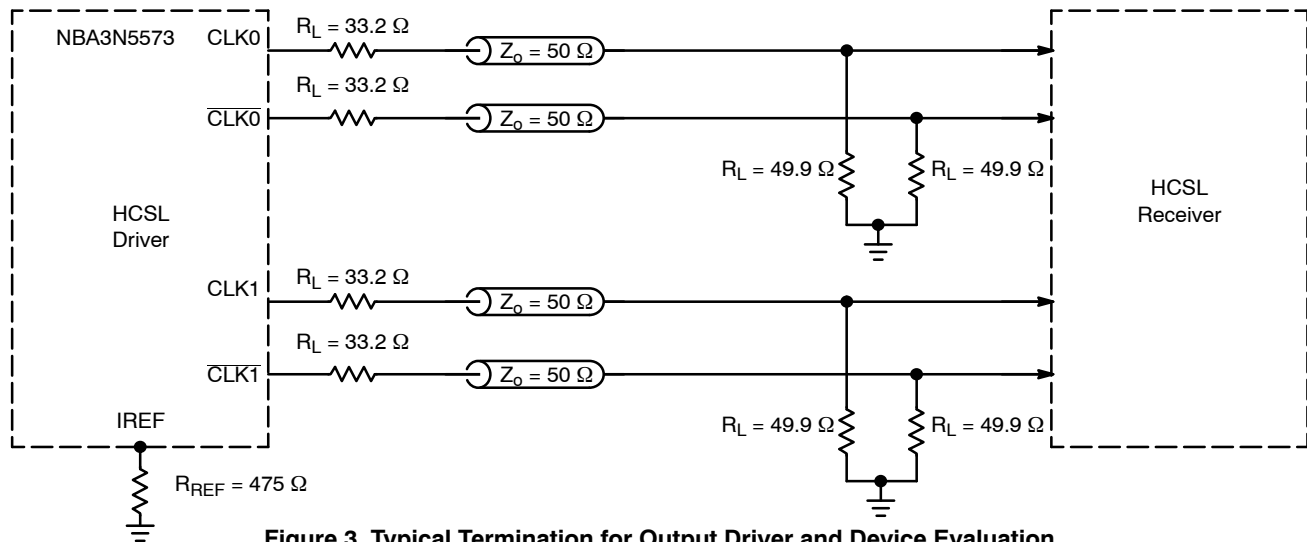 NBA3N5573
CLK0
R_L = 33.2 Ω
Z_o = 50 Ω
R_L = 33.2 Ω
C̅L̅K̅0̅
Z_o = 50 Ω
R_L = 49.9 Ω
R_L = 49.9 Ω
HCSL
Driver
HCSL
Receiver
CLK1
R_L = 33.2 Ω
Z_o = 50 Ω
R_L = 33.2 Ω
C̅L̅K̅1̅
Z_o = 50 Ω
IREF
R_L = 49.9 Ω
R_L = 49.9 Ω
R_REF = 475 Ω
Figure 3. Typical Termination for Output Driver and Device Evaluation